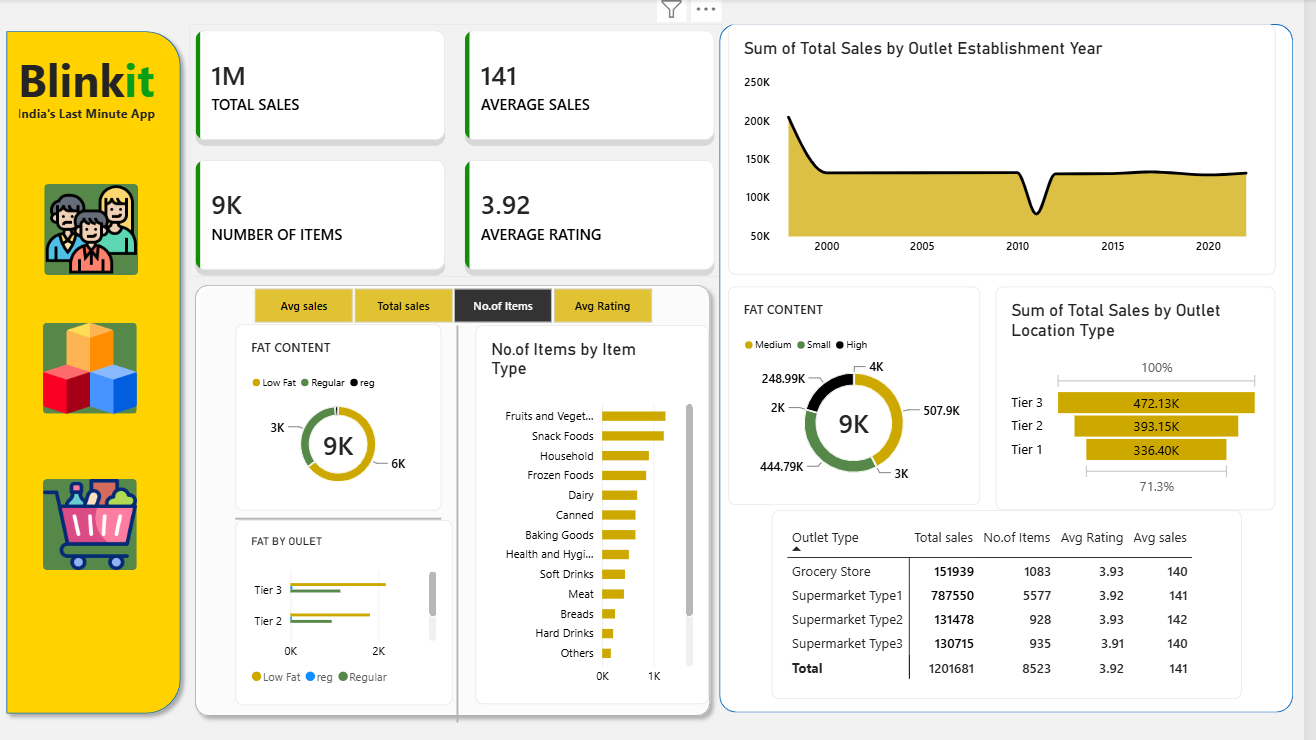 Blinkit
India's Last Minute App
1M
TOTAL SALES
141
AVERAGE SALES
9K
NUMBER OF ITEMS
3.92
AVERAGE RATING
Avg sales
Total sales
No.of Items
Avg Rating
FAT CONTENT
Low Fat Regular reg
3K
9K
6K
FAT BY OULET
Tier 3
Tier 2
0K 2K
Low Fat reg Regular
No.of Items by Item
Type
Fruits and Veget...
Snack Foods
Household
Frozen Foods
Dairy
Canned
Baking Goods
Health and Hygi...
Soft Drinks
Meat
Breads
Hard Drinks
Others
0K 1K
Sum of Total Sales by Outlet Establishment Year
250K
200K
150K
100K
50K
2000 2005 2010 2015 2020
FAT CONTENT
Medium Small High
4K
248.99K
2K
9K
507.9K
444.79K
3K
Sum of Total Sales by Outlet
Location Type
100%
Tier 3 472.13K
Tier 2 393.15K
Tier 1 336.40K
71.3%
Outlet Type Total sales No.of Items Avg Rating Avg sales
Grocery Store 151939 1083 3.93 140
Supermarket Type1 787550 5577 3.92 141
Supermarket Type2 131478 928 3.93 142
Supermarket Type3 130715 935 3.91 140
Total 1201681 8523 3.92 141